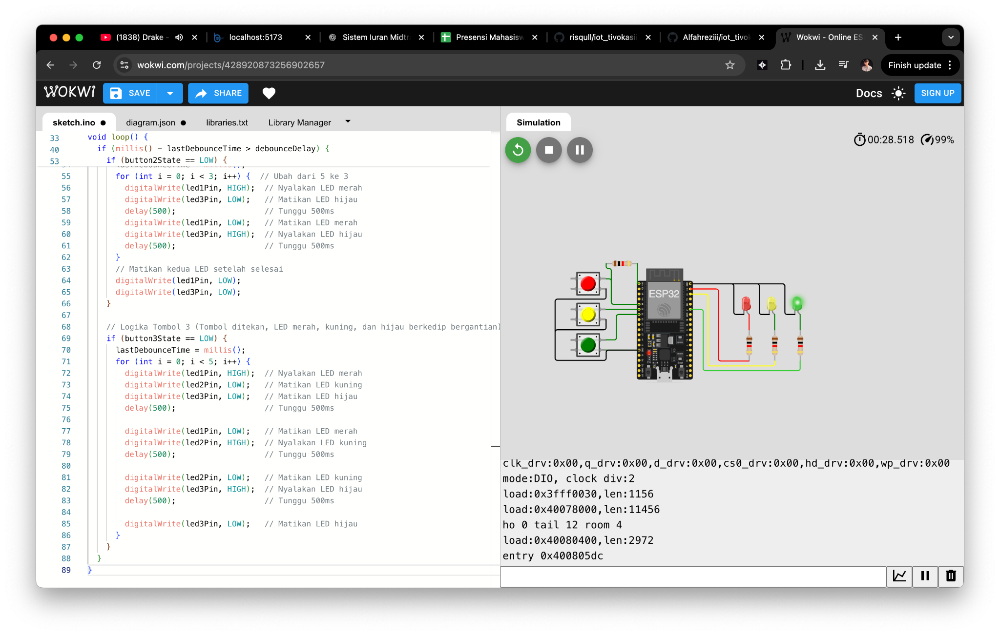 (1838) Drake -
localhost:5173
Sistem Iuran Midtra
Presensi Mahasisw
risqull/iot_tivokasii
Alfahreziii/iot_tivok
Wokwi - Online ES
wokwi.com/projects/428920873256902657
Finish update
WOKWi
SAVE
SHARE
Docs
SIGN UP
sketch.ino
diagram.json
libraries.txt
Library Manager
33 void loop() {
40 if (millis() - lastDebounceTime > debounceDelay) {
53 if (button2State == LOW) {
54 lastDebounceTime = millis();
55 for (int i = 0; i < 3; i++) { // Ubah dari 5 ke 3
56 digitalWrite(led1Pin, HIGH); // Nyalakan LED merah
57 digitalWrite(led3Pin, LOW); // Matikan LED hijau
58 delay(500); // Tunggu 500ms
59 digitalWrite(led1Pin, LOW); // Matikan LED merah
60 digitalWrite(led3Pin, HIGH); // Nyalakan LED hijau
61 delay(500); // Tunggu 500ms
62 }
63 // Matikan kedua LED setelah selesai
64 digitalWrite(led1Pin, LOW);
65 digitalWrite(led3Pin, LOW);
66 }
67
68 // Logika Tombol 3 (Tombol ditekan, LED merah, kuning, dan hijau berkedip bergantian)
69 if (button3State == LOW) {
70 lastDebounceTime = millis();
71 for (int i = 0; i < 5; i++) {
72 digitalWrite(led1Pin, HIGH); // Nyalakan LED merah
73 digitalWrite(led2Pin, LOW); // Matikan LED kuning
74 digitalWrite(led3Pin, LOW); // Matikan LED hijau
75 delay(500); // Tunggu 500ms
76
77 digitalWrite(led1Pin, LOW); // Matikan LED merah
78 digitalWrite(led2Pin, HIGH); // Nyalakan LED kuning
79 delay(500); // Tunggu 500ms
80
81 digitalWrite(led2Pin, LOW); // Matikan LED kuning
82 digitalWrite(led3Pin, HIGH); // Nyalakan LED hijau
83 delay(500); // Tunggu 500ms
84
85 digitalWrite(led3Pin, LOW); // Matikan LED hijau
86 }
87 }
88 }
89 }
Simulation
00:28.518
99%
ESP32
EN
Boot
clk_drv:0x00,q_drv:0x00,d_drv:0x00,cs0_drv:0x00,hd_drv:0x00,wp_drv:0x00
mode:DIO, clock div:2
load:0x3fff0030,len:1156
load:0x40078000,len:11456
ho 0 tail 12 room 4
load:0x40080400,len:2972
entry 0x400805dc